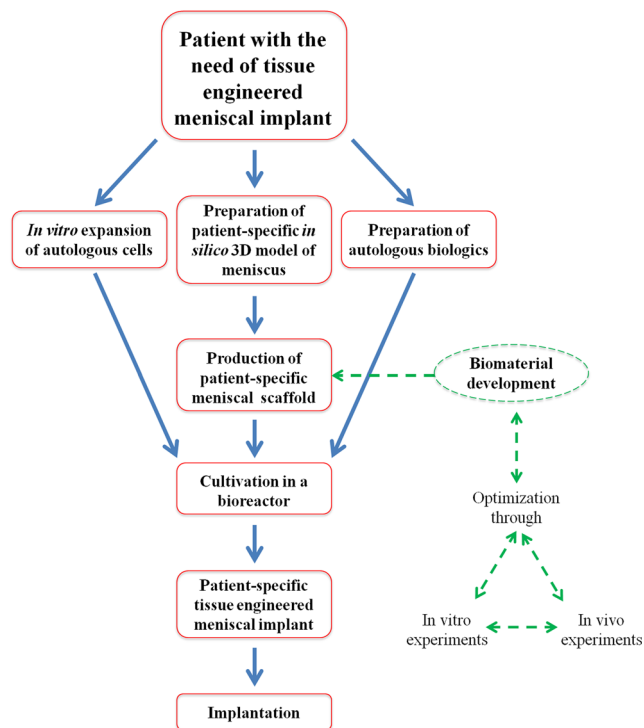 Patient with the
need of tissue
engineered
meniscal implant
In vitro expansion
of autologous cells
Preparation of
patient-specific in
silico 3D model of
meniscus
Preparation of
autologous biologics
Production of
patient-specific
meniscal scaffold
Biomaterial
development
Cultivation in a
bioreactor
Optimization
through
Patient-specific
tissue engineered
meniscal implant
In vitro
experiments
In vivo
experiments
Implantation